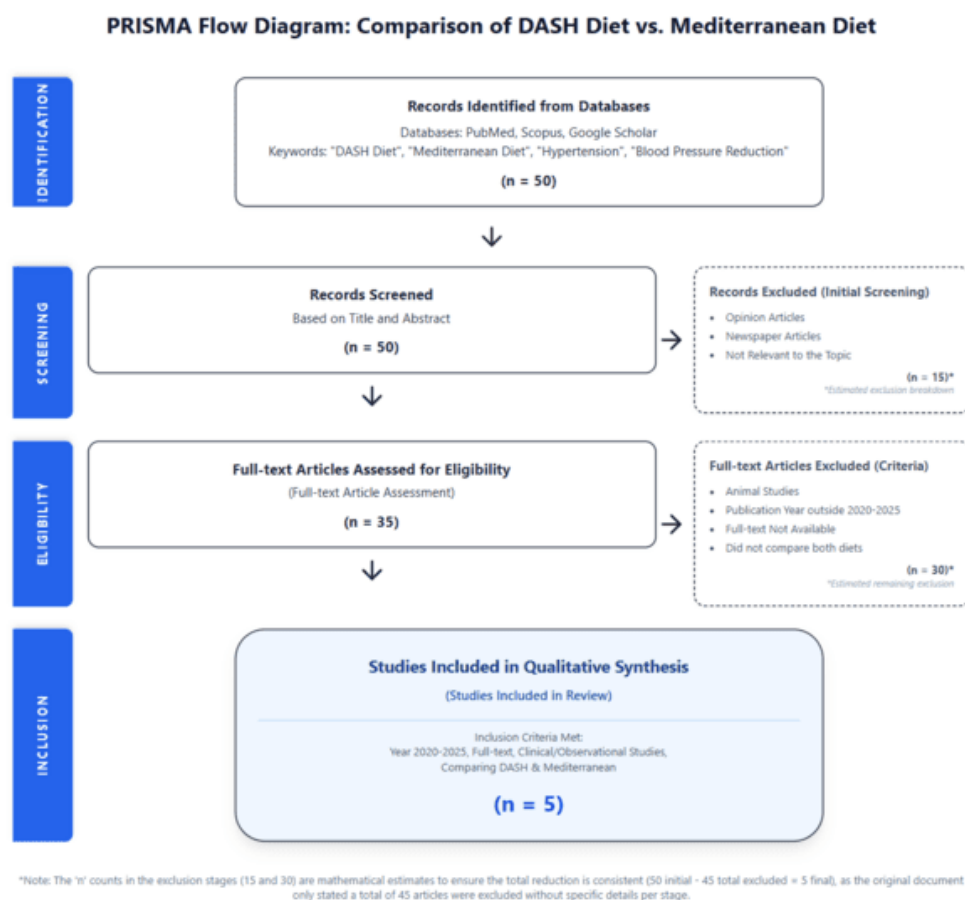 PRISMA Flow Diagram: Comparison of DASH Diet vs. Mediterranean Diet
IDENTIFICATION
Records Identified from Databases
Databases: PubMed, Scopus, Google Scholar
Keywords: "DASH Diet", "Mediterranean Diet", "Hypertension", "Blood Pressure Reduction"
(n = 50)
SCREENING
Records Screened
Based on Title and Abstract
(n = 50)
Records Excluded (Initial Screening)
• Opinion Articles
• Newspaper Articles
• Not Relevant to the Topic
(n = 15)*
*Estimated exclusion breakdown
ELIGIBILITY
Full-text Articles Assessed for Eligibility
(Full-text Article Assessment)
(n = 35)
Full-text Articles Excluded (Criteria)
• Animal Studies
• Publication Year outside 2020-2025
• Full-text Not Available
• Did not compare both diets
(n = 30)*
*Estimated remaining exclusion
INCLUSION
Studies Included in Qualitative Synthesis
(Studies Included in Review)
Inclusion Criteria Met:
Year 2020-2025, Full-text, Clinical/Observational Studies,
Comparing DASH & Mediterranean
(n = 5)
*Note: The 'n' counts in the exclusion stages (15 and 30) are mathematical estimates to ensure the total reduction is consistent (50 initial - 45 total excluded = 5 final), as the original document
only stated a total of 45 articles were excluded without specific details per stage.